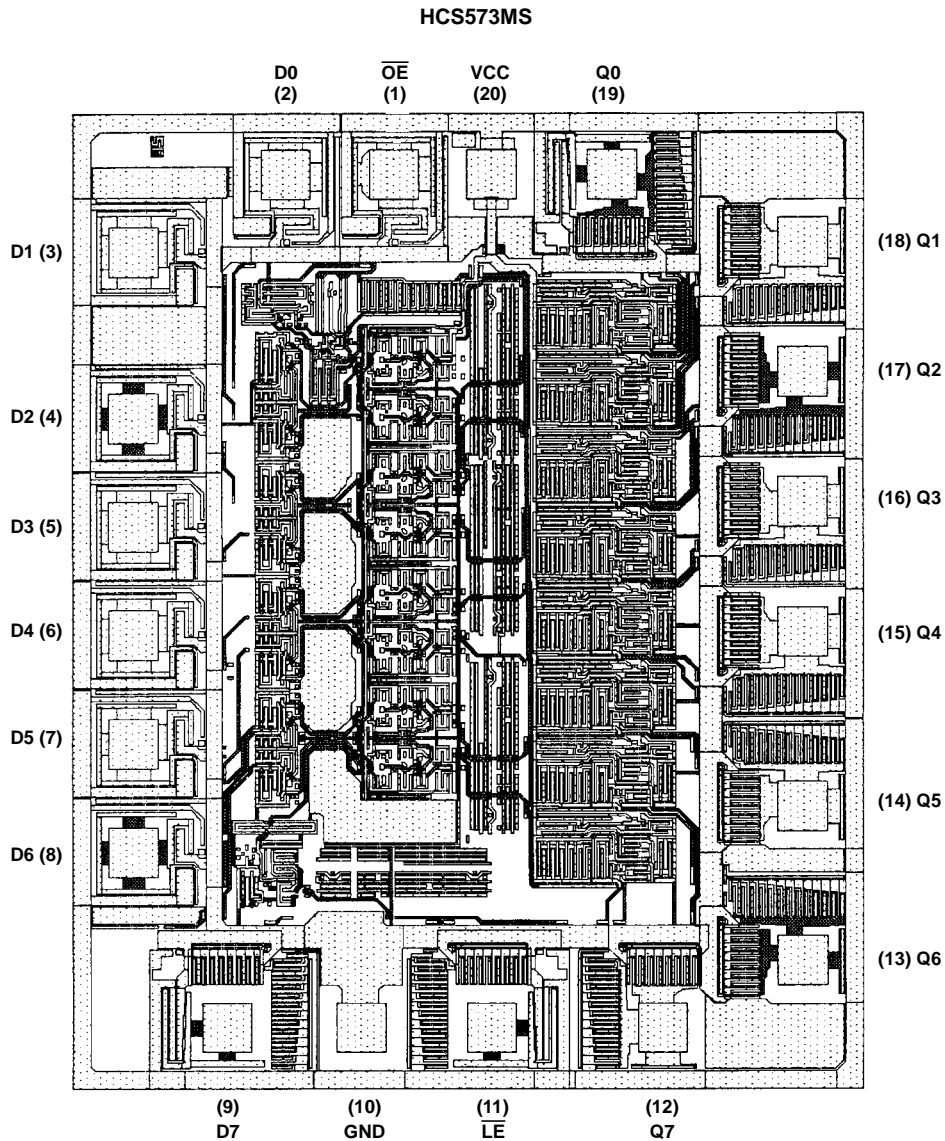 HCS573MS
D0 O̅E̅ VCC Q0
(2) (1) (20) (19)
D1 (3)
(18) Q1
D2 (4)
(17) Q2
D3 (5)
(16) Q3
D4 (6)
(15) Q4
D5 (7)
(14) Q5
D6 (8)
(13) Q6
(9) (10) (11) (12)
D7 GND L̅E̅ Q7